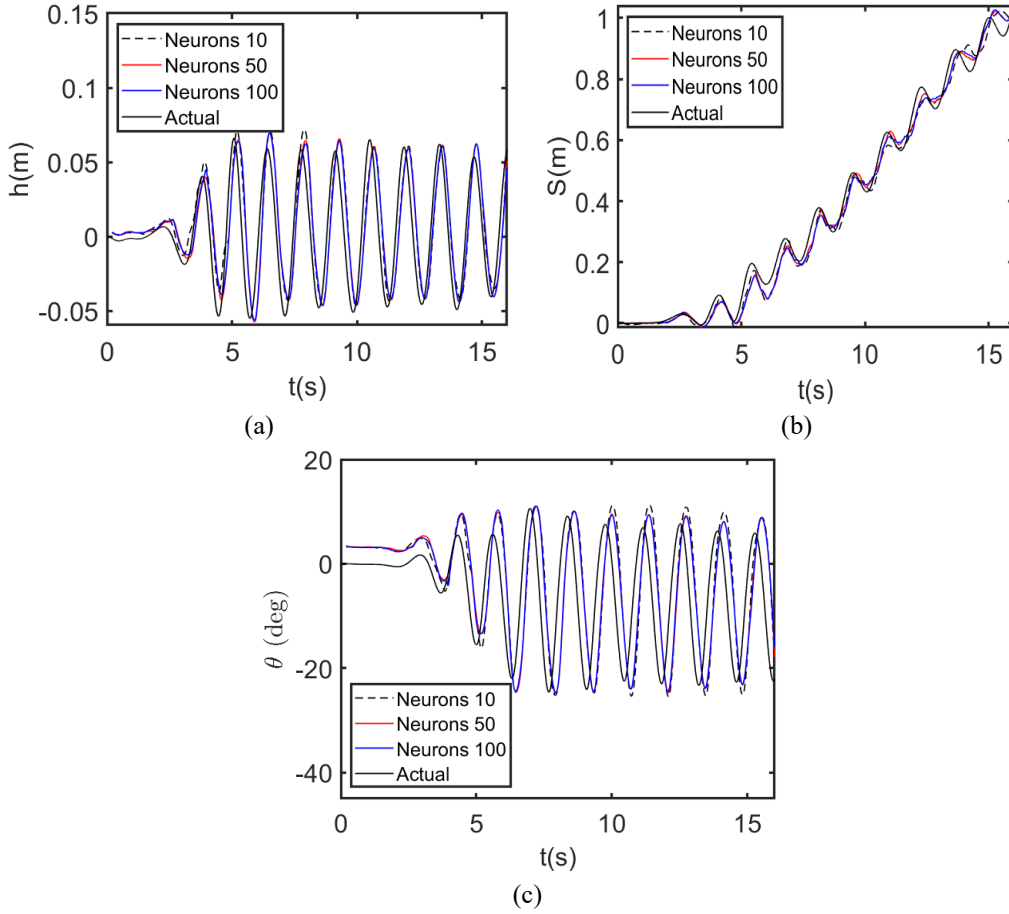 0.15
0.1
0.05
0
-0.05
h(m)
Neurons 10
Neurons 50
Neurons 100
Actual
0 5 10 15
t(s)
(a)
1
0.8
0.6
0.4
0.2
0
S(m)
Neurons 10
Neurons 50
Neurons 100
Actual
0 5 10 15
t(s)
(b)
20
0
-20
-40
θ (deg)
Neurons 10
Neurons 50
Neurons 100
Actual
0 5 10 15
t(s)
(c)